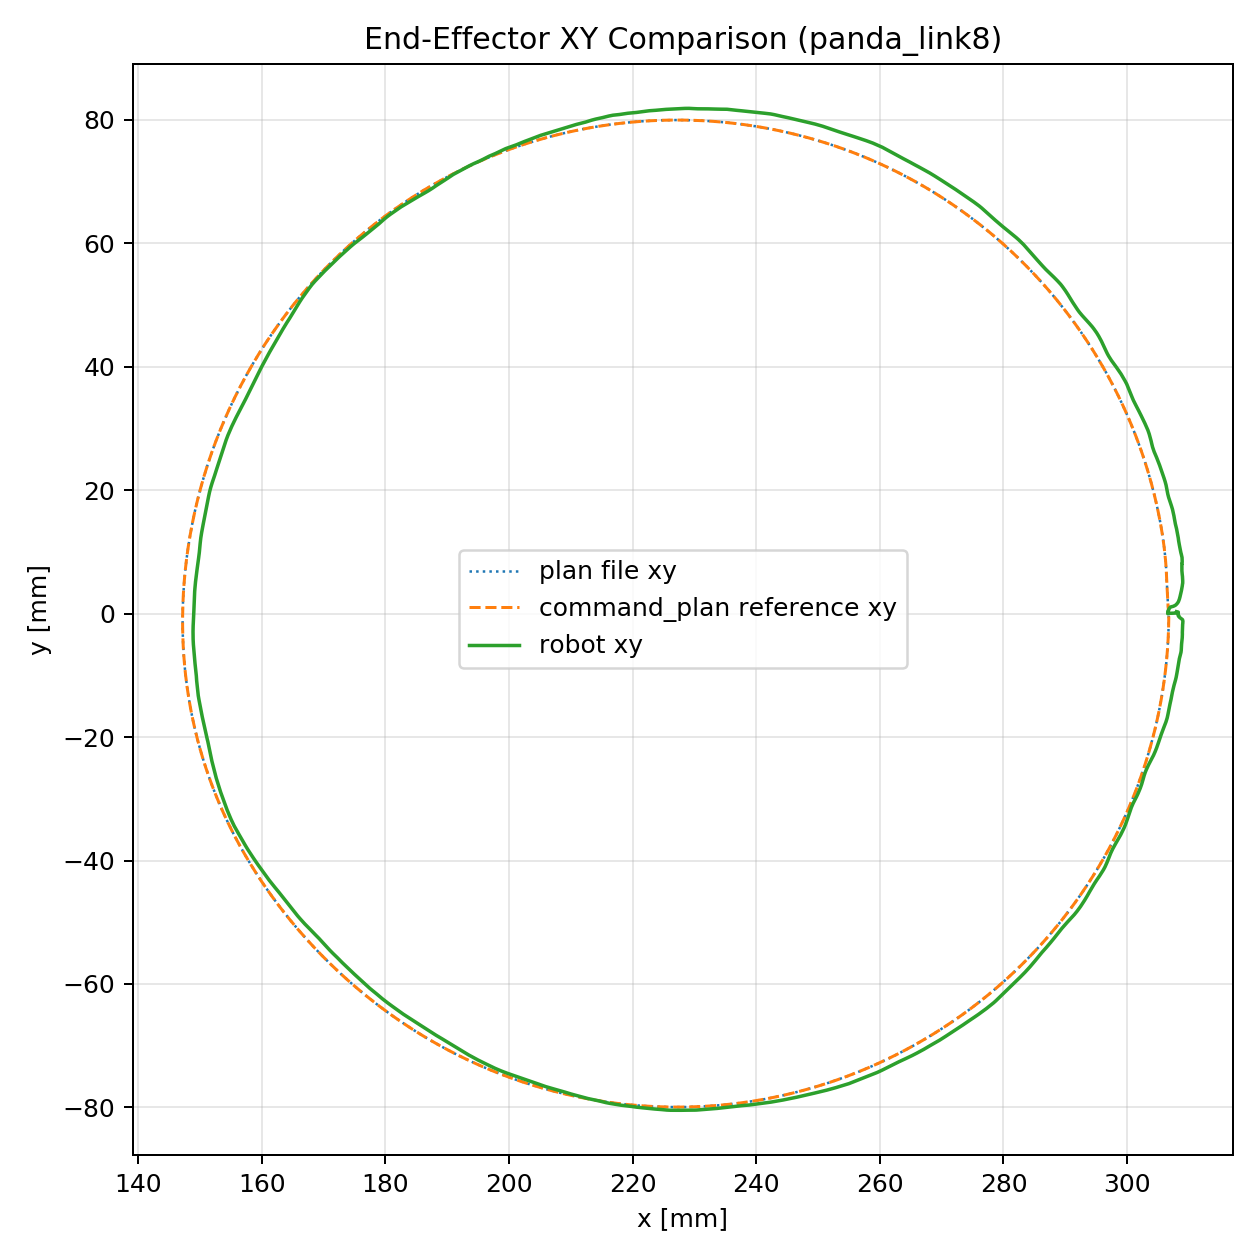 End-Effector XY Comparison (panda_link8)
80
60
40
20
0
−20
−40
−60
−80
y [mm]
plan file xy
command_plan reference xy
robot xy
140 160 180 200 220 240 260 280 300
x [mm]